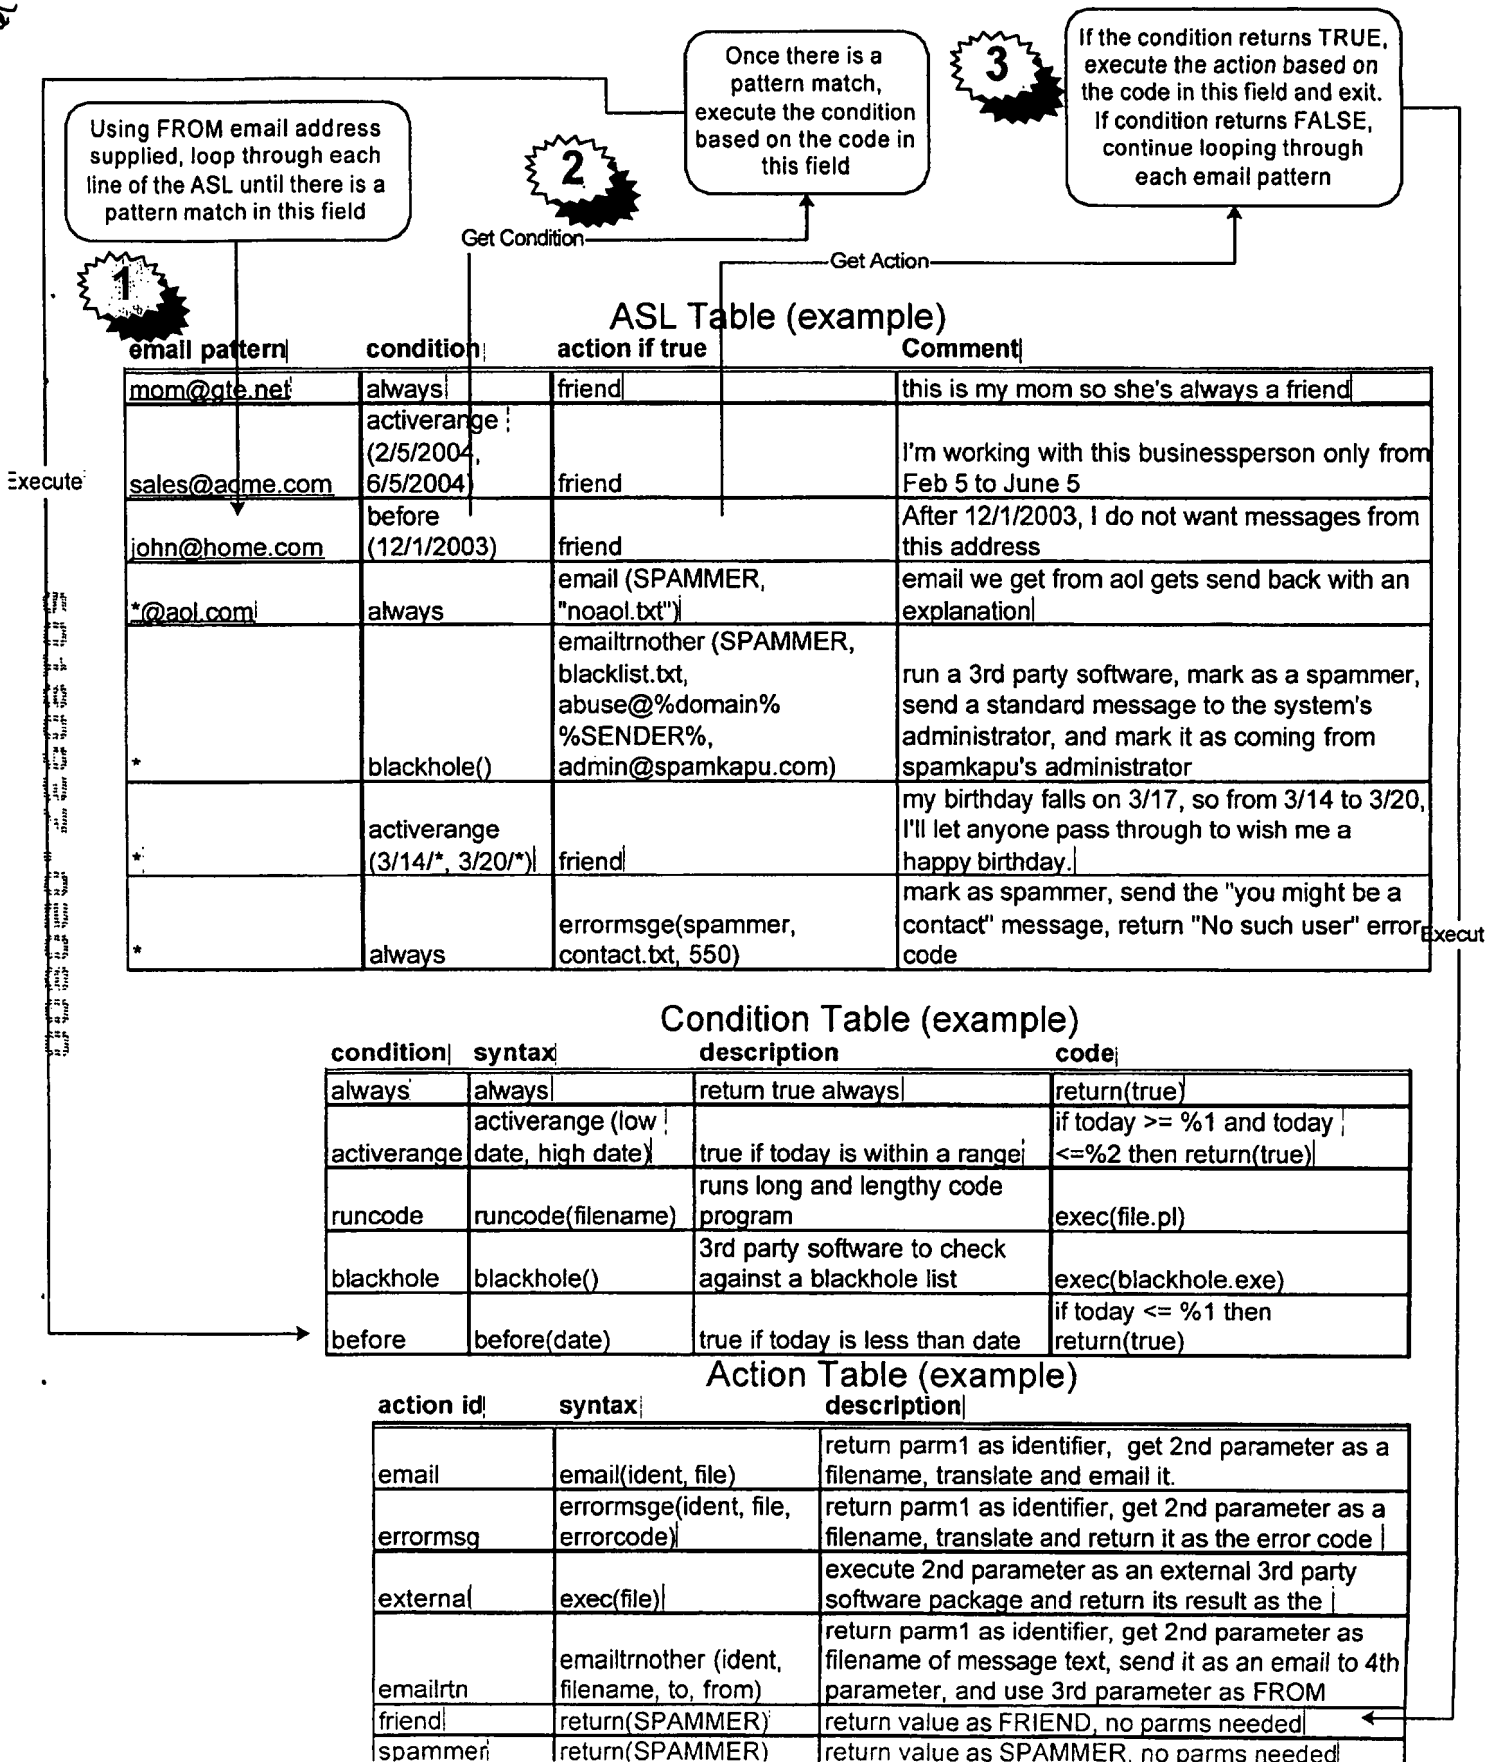 Using FROM email address
supplied, loop through each
line of the ASL until there is a
pattern match in this field
1
2
Once there is a
pattern match,
execute the condition
based on the code in
this field
3
If the condition returns TRUE,
execute the action based on
the code in this field and exit.
If condition returns FALSE,
continue looping through
each email pattern
Get Condition
Get Action
Execute
Execut
ASL Table (example)
email pattern condition action if true Comment
mom@gte.net always friend this is my mom so she's always a friend
activerange
(2/5/2004,
6/5/2004)
sales@acme.com friend
I'm working with this businessperson only from
Feb 5 to June 5
before
(12/1/2003)
john@home.com friend
After 12/1/2003, I do not want messages from
this address
*@aol.com always
email (SPAMMER,
"noaol.txt")
email we get from aol gets send back with an
explanation
* blackhole()
emailtrnother (SPAMMER,
blacklist.txt,
abuse@%domain%
%SENDER%,
admin@spamkapu.com)
run a 3rd party software, mark as a spammer,
send a standard message to the system's
administrator, and mark it as coming from
spamkapu's administrator
*
activerange
(3/14/*, 3/20/*)
friend
my birthday falls on 3/17, so from 3/14 to 3/20,
I'll let anyone pass through to wish me a
happy birthday.
* always
errormsge(spammer,
contact.txt, 550)
mark as spammer, send the "you might be a
contact" message, return "No such user" error
code
Condition Table (example)
condition syntax description code
always always return true always return(true)
activerange
activerange (low
date, high date)
true if today is within a range
if today >= %1 and today
<=%2 then return(true)
runcode runcode(filename)
runs long and lengthy code
program
exec(file.pl)
blackhole blackhole()
3rd party software to check
against a blackhole list
exec(blackhole.exe)
before before(date) true if today is less than date
if today <= %1 then
return(true)
Action Table (example)
action id syntax description
email email(ident, file)
return parm1 as identifier, get 2nd parameter as a
filename, translate and email it.
errormsg
errormsge(ident, file,
errorcode)
return parm1 as identifier, get 2nd parameter as a
filename, translate and return it as the error code
external exec(file)
execute 2nd parameter as an external 3rd party
software package and return its result as the
emailrtn
emailtrnother (ident,
filename, to, from)
return parm1 as identifier, get 2nd parameter as
filename of message text, send it as an email to 4th
parameter, and use 3rd parameter as FROM
friend return(SPAMMER) return value as FRIEND, no parms needed
spammer return(SPAMMER) return value as SPAMMER, no parms needed